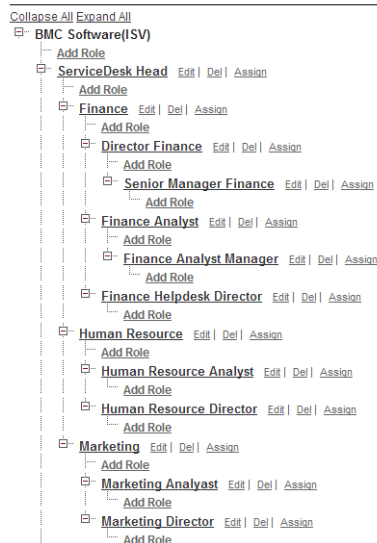 Collapse All Expand All
BMC Software(ISV)
Add Role
ServiceDesk Head Edit | Del | Assign
Add Role
Finance Edit | Del | Assign
Add Role
Director Finance Edit | Del | Assign
Add Role
Senior Manager Finance Edit | Del | Assign
Add Role
Finance Analyst Edit | Del | Assign
Add Role
Finance Analyst Manager Edit | Del | Assign
Add Role
Finance Helpdesk Director Edit | Del | Assign
Add Role
Human Resource Edit | Del | Assign
Add Role
Human Resource Analyst Edit | Del | Assign
Add Role
Human Resource Director Edit | Del | Assign
Add Role
Marketing Edit | Del | Assign
Add Role
Marketing Analyast Edit | Del | Assign
Add Role
Marketing Director Edit | Del | Assign
Add Role